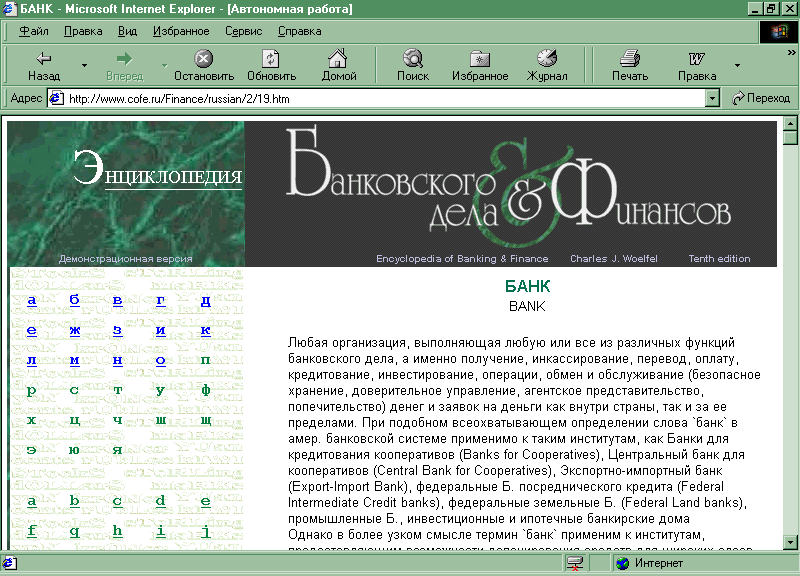 БАНК - Microsoft Internet Explorer - [Автономная работа]
Файл Правка Вид Избранное Сервис Справка
Назад Вперед Остановить Обновить Домой Поиск Избранное Журнал Печать Правка
Адрес http://www.cofe.ru/Finance/russian/2/19.htm Переход
Энциклопедия Банковского
дела & Финансов
Демонстрационная версия Encyclopedia of Banking & Finance Charles J. Woelfel Tenth edition
БАНК
BANK
а б в г д
е ж з и к
л м н о п
р с т у ф
х ц ч ш щ
э ю я
a b c d e
f g h i j
Любая организация, выполняющая любую или все из различных функций
банковского дела, а именно получение, инкассирование, перевод, оплату,
кредитование, инвестирование, операции, обмен и обслуживание (безопасное
хранение, доверительное управление, агентское представительство,
попечительство) денег и заявок на деньги как внутри страны, так и за ее
пределами. При подобном всеохватывающем определении слова `банк` в
амер. банковской системе применимо к таким институтам, как Банки для
кредитования кооперативов (Banks for Cooperatives), Центральный банк для
кооперативов (Central Bank for Cooperatives), Экспортно-импортный банк
(Export-Import Bank), федеральные Б. посреднического кредита (Federal
Intermediate Credit banks), федеральные земельные Б. (Federal Land banks),
промышленные Б., инвестиционные и ипотечные банкирские дома
Однако в более узком смысле термин `банк` применим к институтам,
Интернет